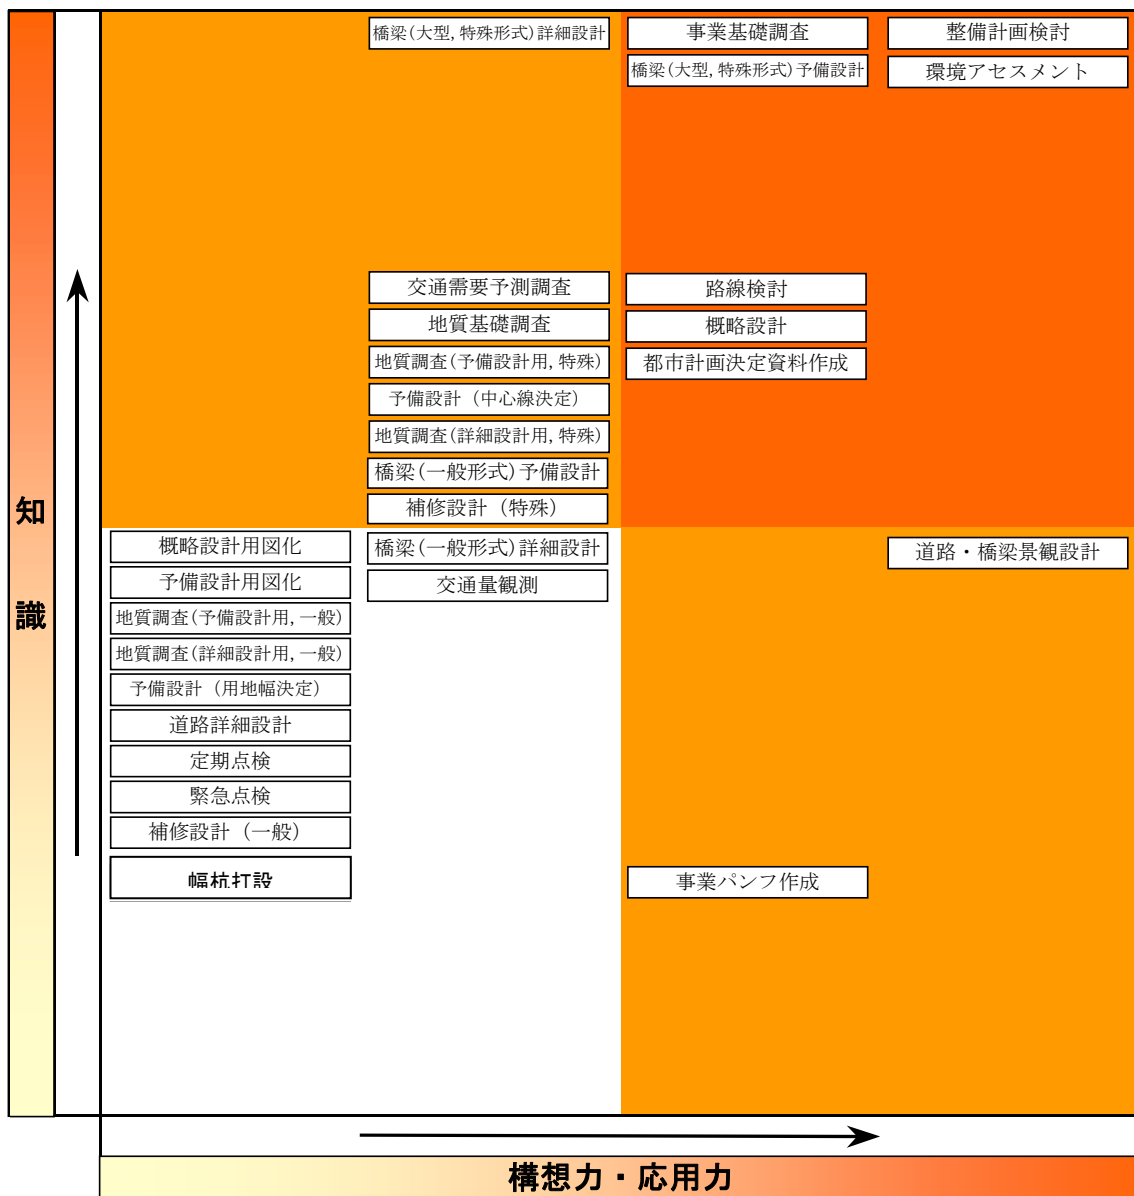 橋梁(大型,特殊形式)詳細設計
事業基礎調査
整備計画検討
橋梁(大型,特殊形式)予備設計
環境アセスメント
交通需要予測調査
路線検討
地質基礎調査
概略設計
地質調査(予備設計用,特殊)
都市計画決定資料作成
予備設計（中心線決定）
地質調査(詳細設計用,特殊)
橋梁(一般形式)予備設計
補修設計（特殊）
知識
概略設計用図化
橋梁(一般形式)詳細設計
道路・橋梁景観設計
予備設計用図化
交通量観測
地質調査(予備設計用,一般)
地質調査(詳細設計用,一般)
予備設計（用地幅決定）
道路詳細設計
定期点検
緊急点検
補修設計（一般）
幅杭打設
事業パンフ作成
構想力・応用力